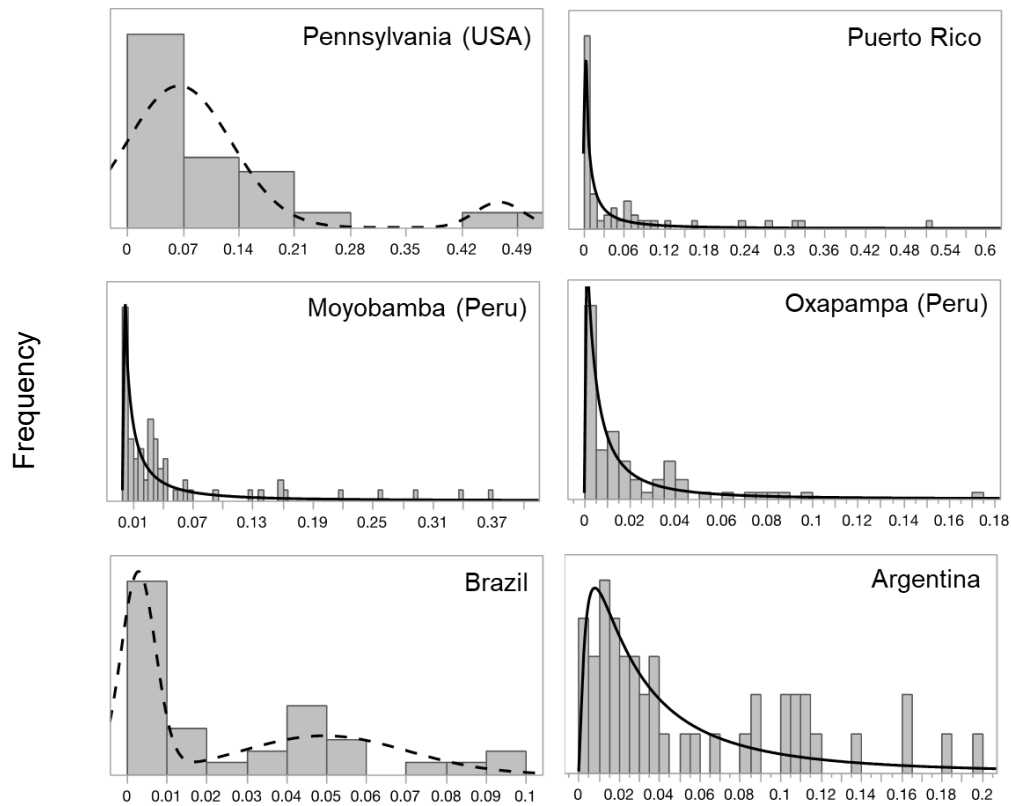 Pennsylvania (USA)
0 0.07 0.14 0.21 0.28 0.35 0.42 0.49
Puerto Rico
0 0.06 0.12 0.18 0.24 0.3 0.36 0.42 0.48 0.54 0.6
Frequency
Moyobamba (Peru)
0.01 0.07 0.13 0.19 0.25 0.31 0.37
Oxapampa (Peru)
0 0.02 0.04 0.06 0.08 0.1 0.12 0.14 0.16 0.18
Brazil
0 0.01 0.02 0.03 0.04 0.05 0.06 0.07 0.08 0.09 0.1
Argentina
0 0.02 0.04 0.06 0.08 0.1 0.12 0.14 0.16 0.18 0.2